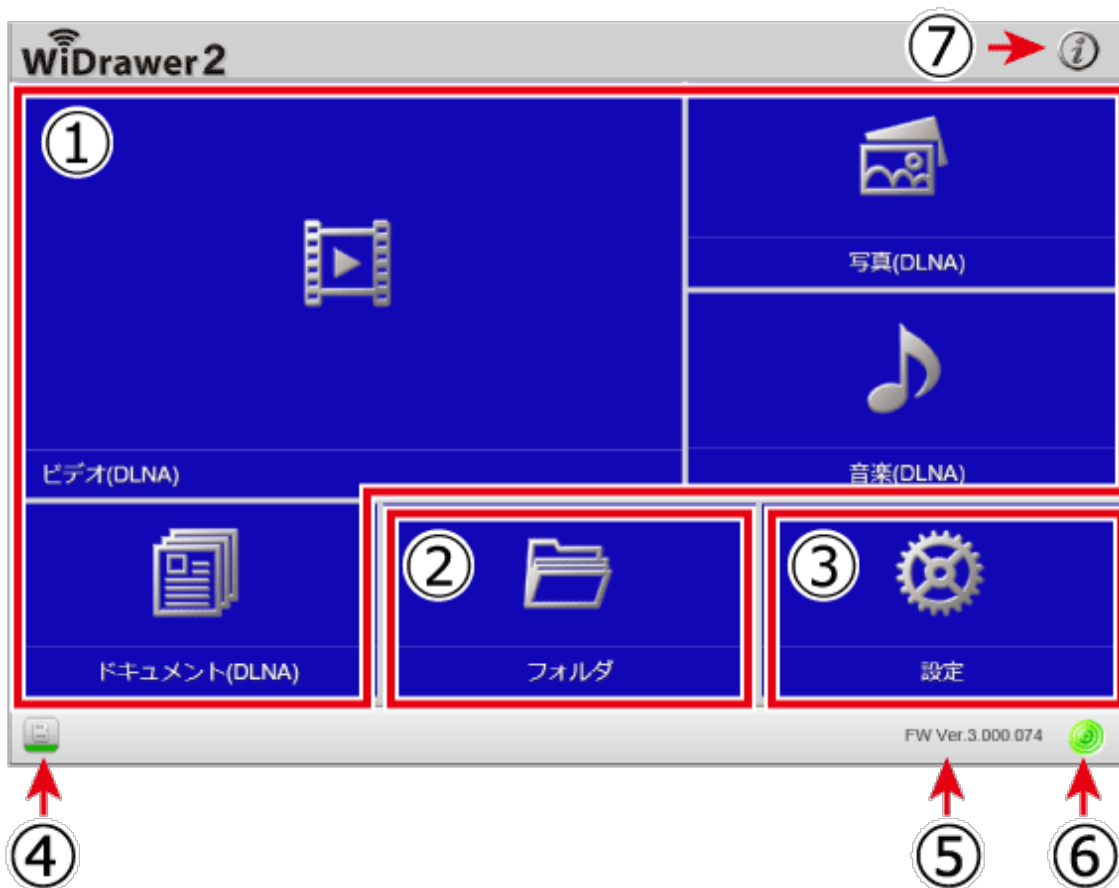 WiDrawer2
⑦
①
写真(DLNA)
ビデオ(DLNA)
音楽(DLNA)
②
③
ドキュメント(DLNA)
フォルダ
設定
FW Ver.3.000.074
④
⑤
⑥